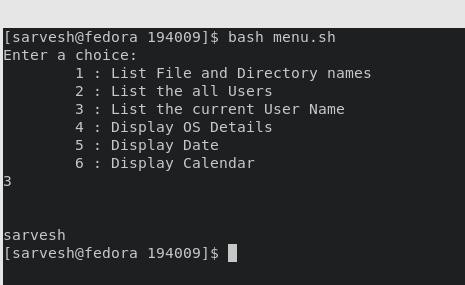 [sarvesh@fedora 194009]$ bash menu.sh
Enter a choice:
1 : List File and Directory names
2 : List the all Users
3 : List the current User Name
4 : Display OS Details
5 : Display Date
6 : Display Calendar
3
sarvesh
[sarvesh@fedora 194009]$